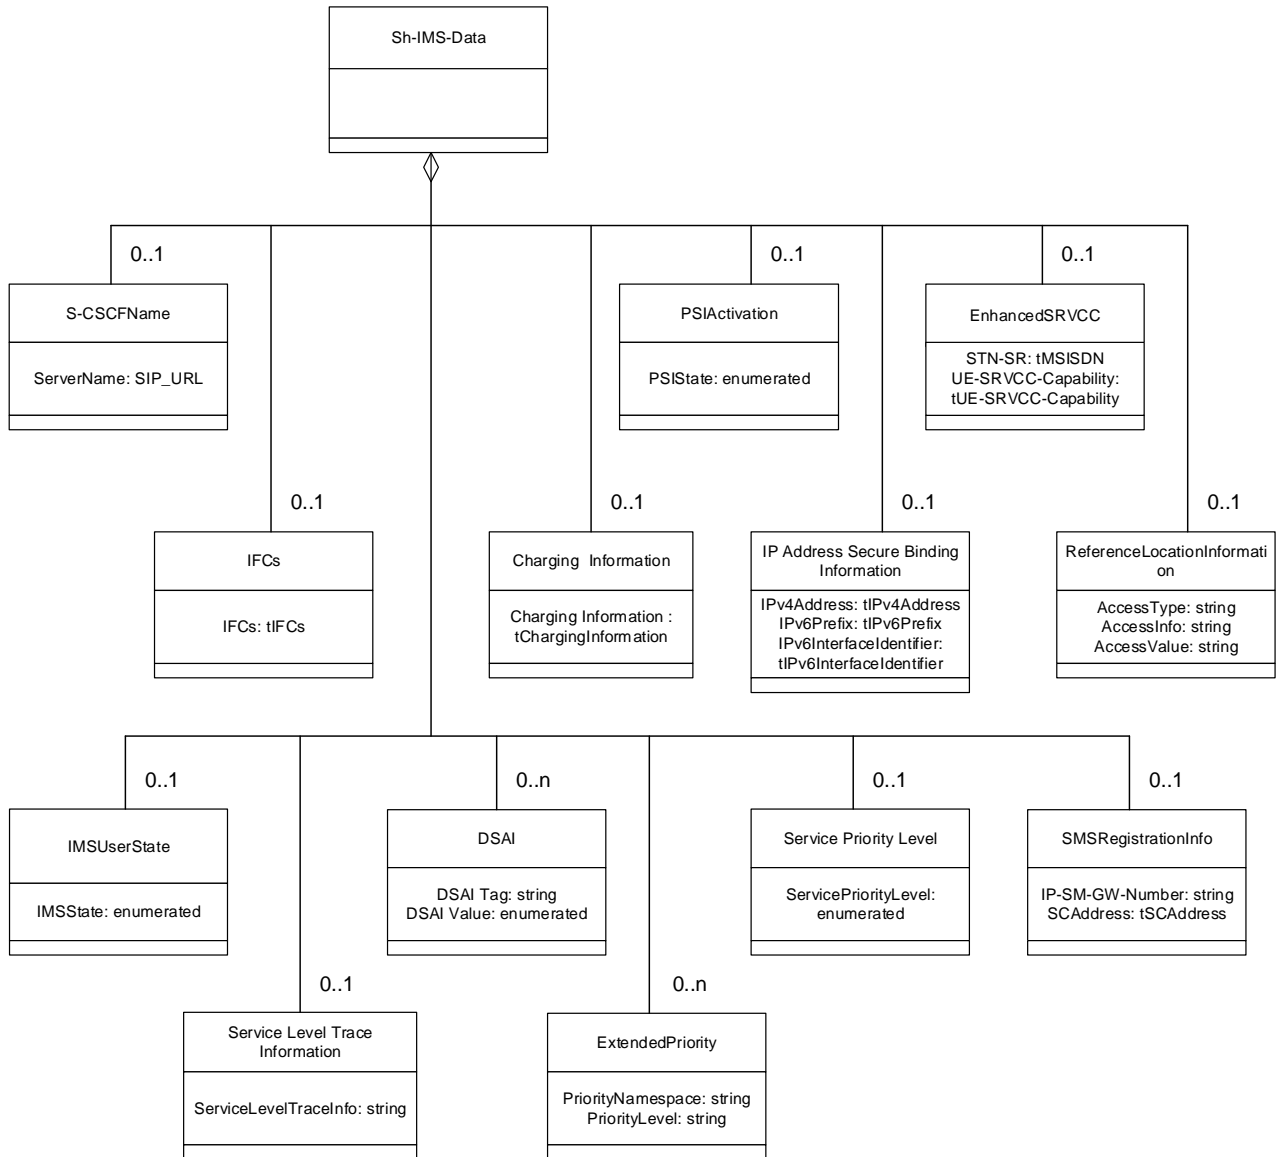 Sh-IMS-Data
0..1
0..1
0..1
S-CSCFName
ServerName: SIP_URL
PSIActivation
PSIState: enumerated
EnhancedSRVCC
STN-SR: tMSISDN
UE-SRVCC-Capability:
tUE-SRVCC-Capability
0..1
0..1
0..1
0..1
IFCs
IFCs: tIFCs
Charging Information
Charging Information :
tChargingInformation
IP Address Secure Binding
Information
IPv4Address: tIPv4Address
IPv6Prefix: tIPv6Prefix
IPv6InterfaceIdentifier:
tIPv6InterfaceIdentifier
ReferenceLocationInformati
on
AccessType: string
AccessInfo: string
AccessValue: string
0..1
0..n
0..1
0..1
IMSUserState
IMSState: enumerated
DSAI
DSAI Tag: string
DSAI Value: enumerated
Service Priority Level
ServicePriorityLevel:
enumerated
SMSRegistrationInfo
IP-SM-GW-Number: string
SCAddress: tSCAddress
0..1
0..n
Service Level Trace
Information
ServiceLevelTraceInfo: string
ExtendedPriority
PriorityNamespace: string
PriorityLevel: string